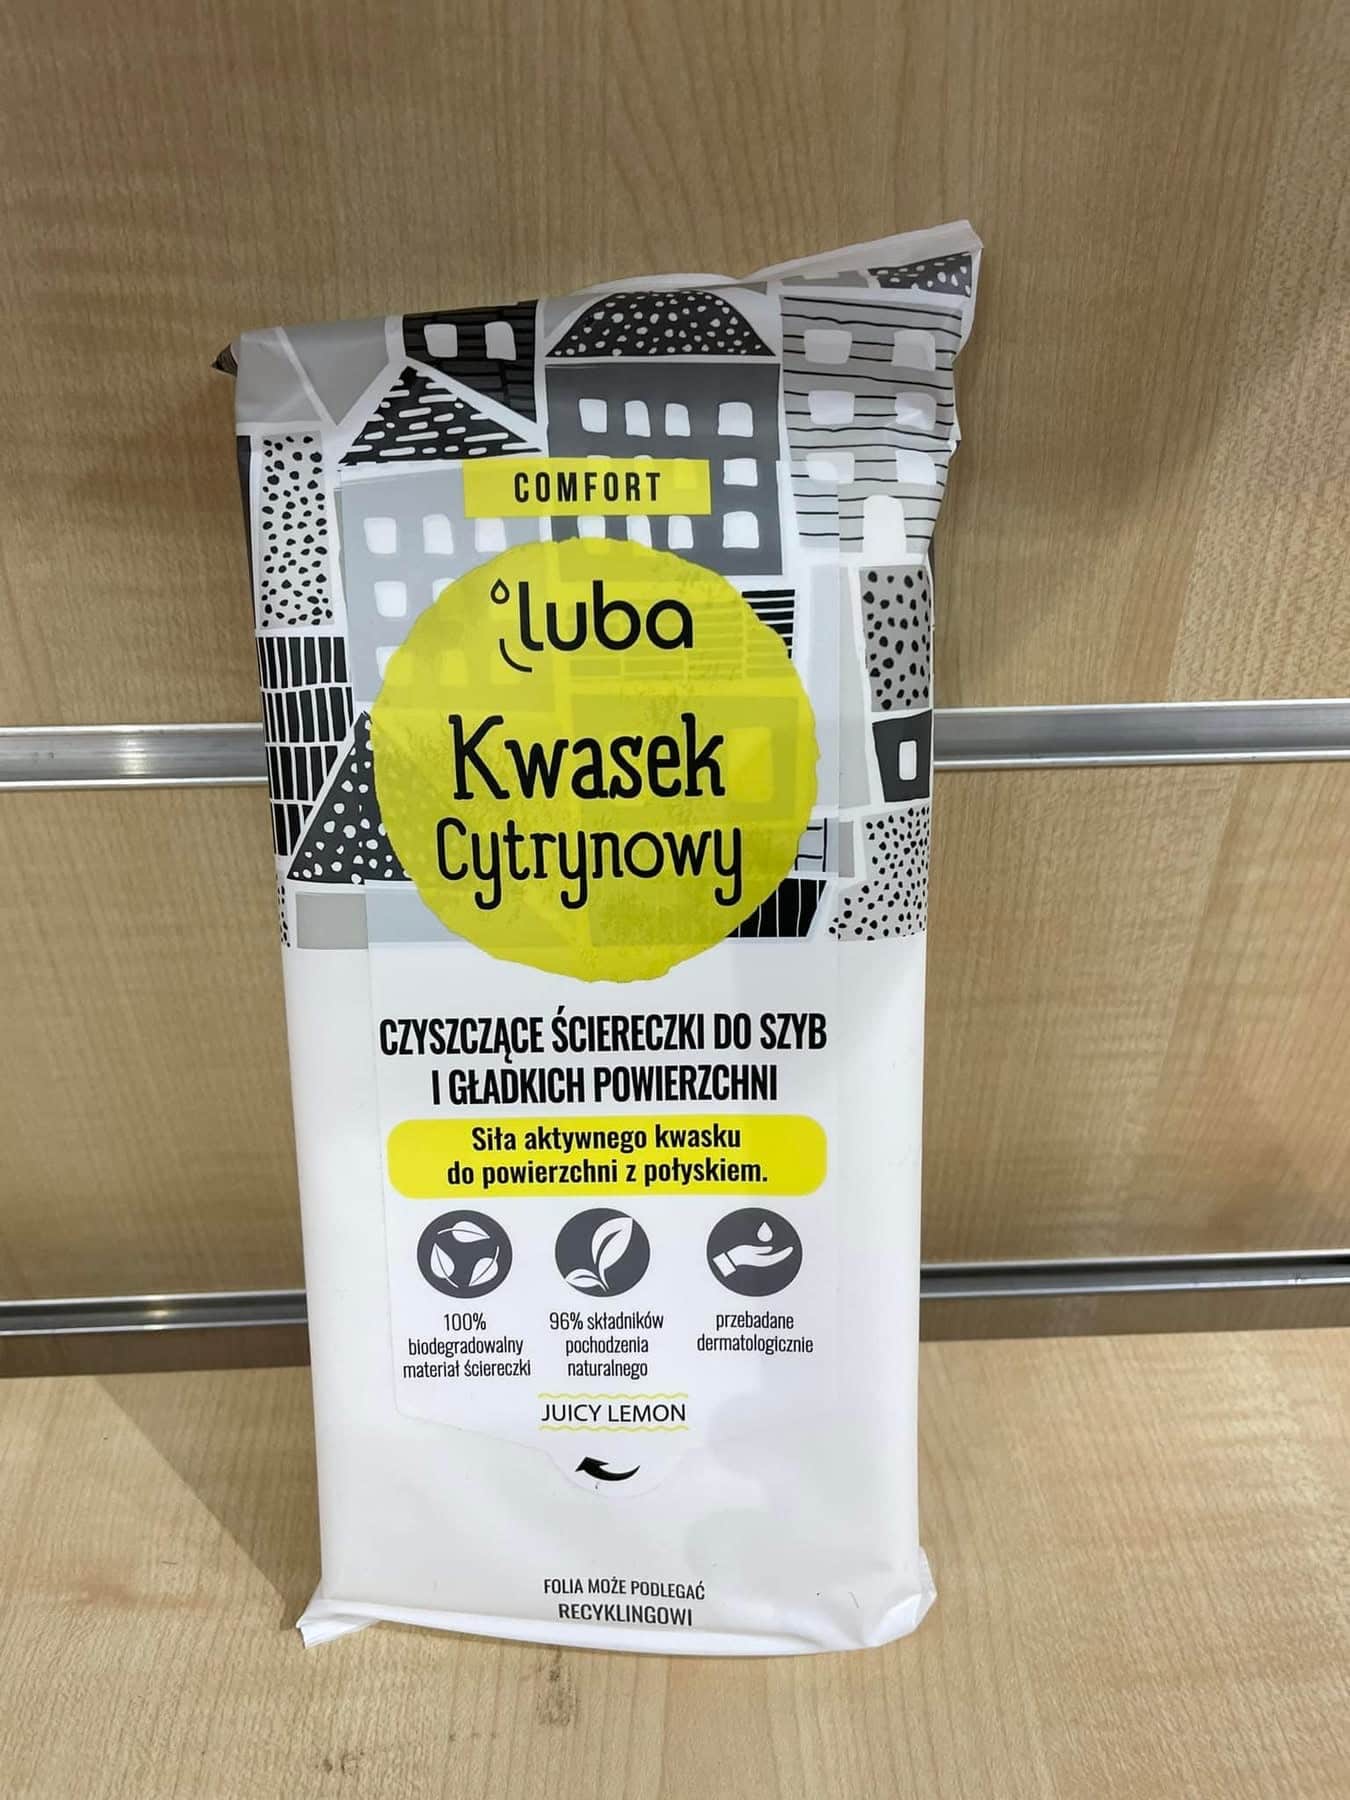 COMFORT
luba
Kwasek
Cytrynowy
CZYSZCZĄCE ŚCIERECZKI DO SZYB
I GŁADKICH POWIERZCHNI
Siła aktywnego kwasku
do powierzchni z połyskiem.
100%
biodegradowalny
materiał ściereczki
96% składników
pochodzenia
naturalnego
przebadane
dermatologicznie
JUICY LEMON
FOLIA MOŻE PODLEGAĆ
RECYKLINGOWI